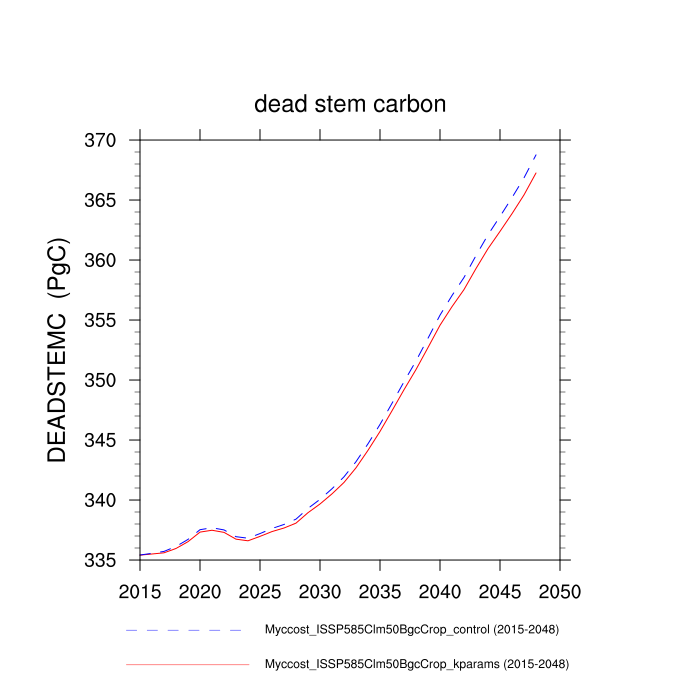 dead stem carbon
DEADSTEMC (PgC)
370
365
360
355
350
345
340
335
2015 2020 2025 2030 2035 2040 2045 2050
Myccost_ISSP585Clm50BgcCrop_control (2015-2048)
Myccost_ISSP585Clm50BgcCrop_kparams (2015-2048)